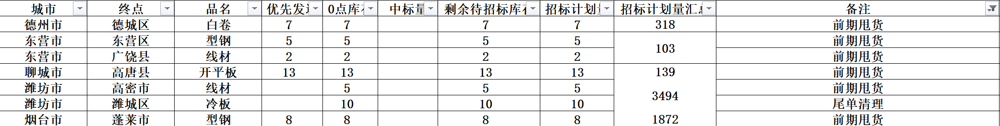 城市 终点 品名 优先发 0点库 中标量 剩余待招标库 招标计划量 招标计划量汇总 备注
德州市 德城区 白卷 7 7 7 7 318 前期甩货
东营市 东营区 型钢 5 5 5 5 103 前期甩货
东营市 广饶县 线材 2 2 2 2 前期甩货
聊城市 高唐县 开平板 13 13 13 13 139 前期甩货
潍坊市 高密市 线材 5 5 5 3494 前期甩货
潍坊市 潍城区 冷板 10 10 10 尾单清理
烟台市 蓬莱市 型钢 8 8 8 8 1872 前期甩货